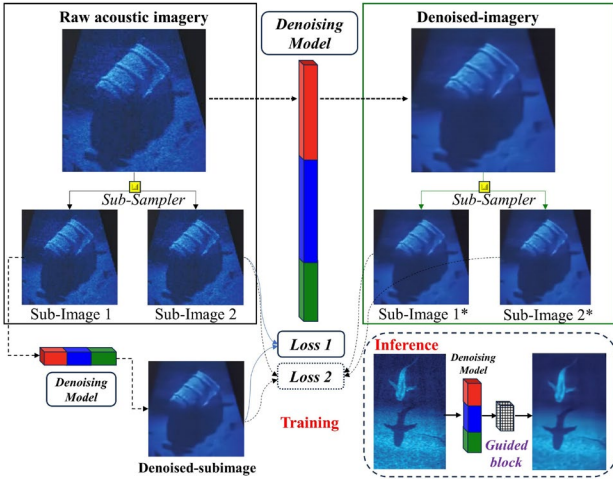 Raw acoustic imagery
Denoising
Model
Denoised-imagery
Sub-Sampler
Sub-Sampler
Sub-Image 1
Sub-Image 2
Sub-Image 1*
Sub-Image 2*
Denoising
Model
Denoised-subimage
Loss 1
Loss 2
Training
Inference
Denoising
Model
Guided
block